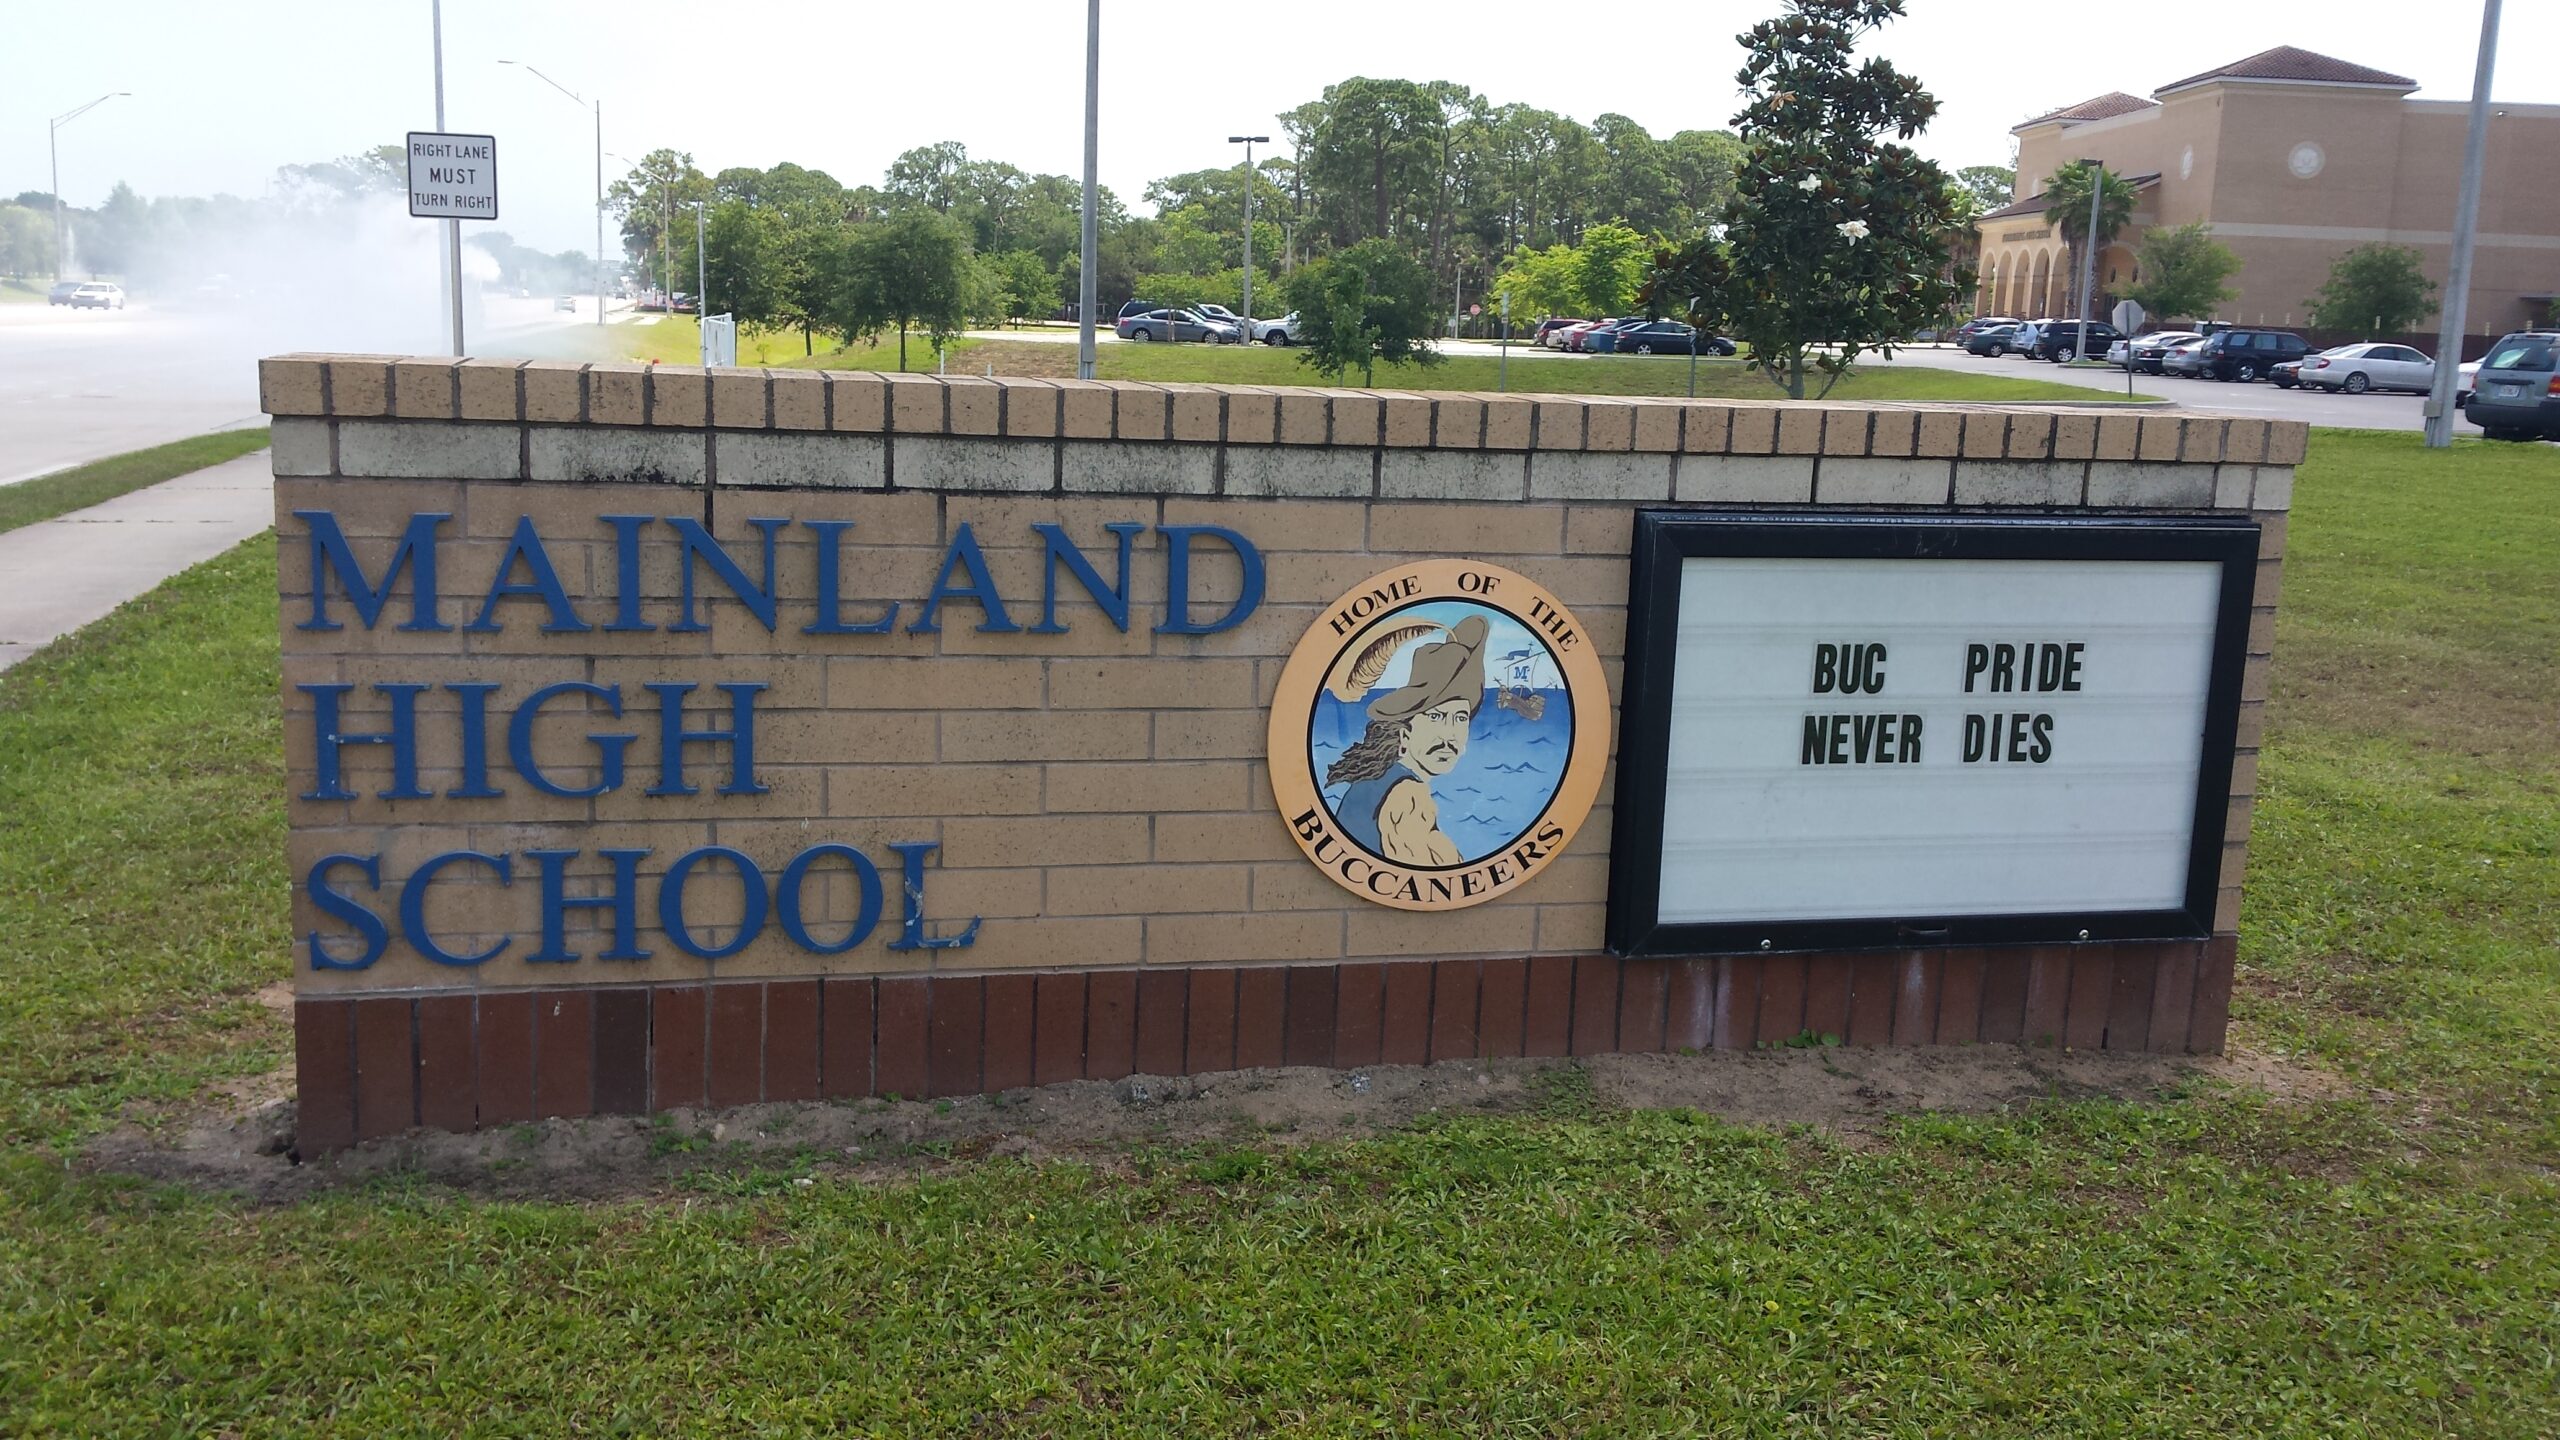 RIGHT LANE
MUST
TURN RIGHT
MAINLAND
HIGH
SCHOOL
HOME OF THE
M
BUCCANEERS
BUC PRIDE
NEVER DIES